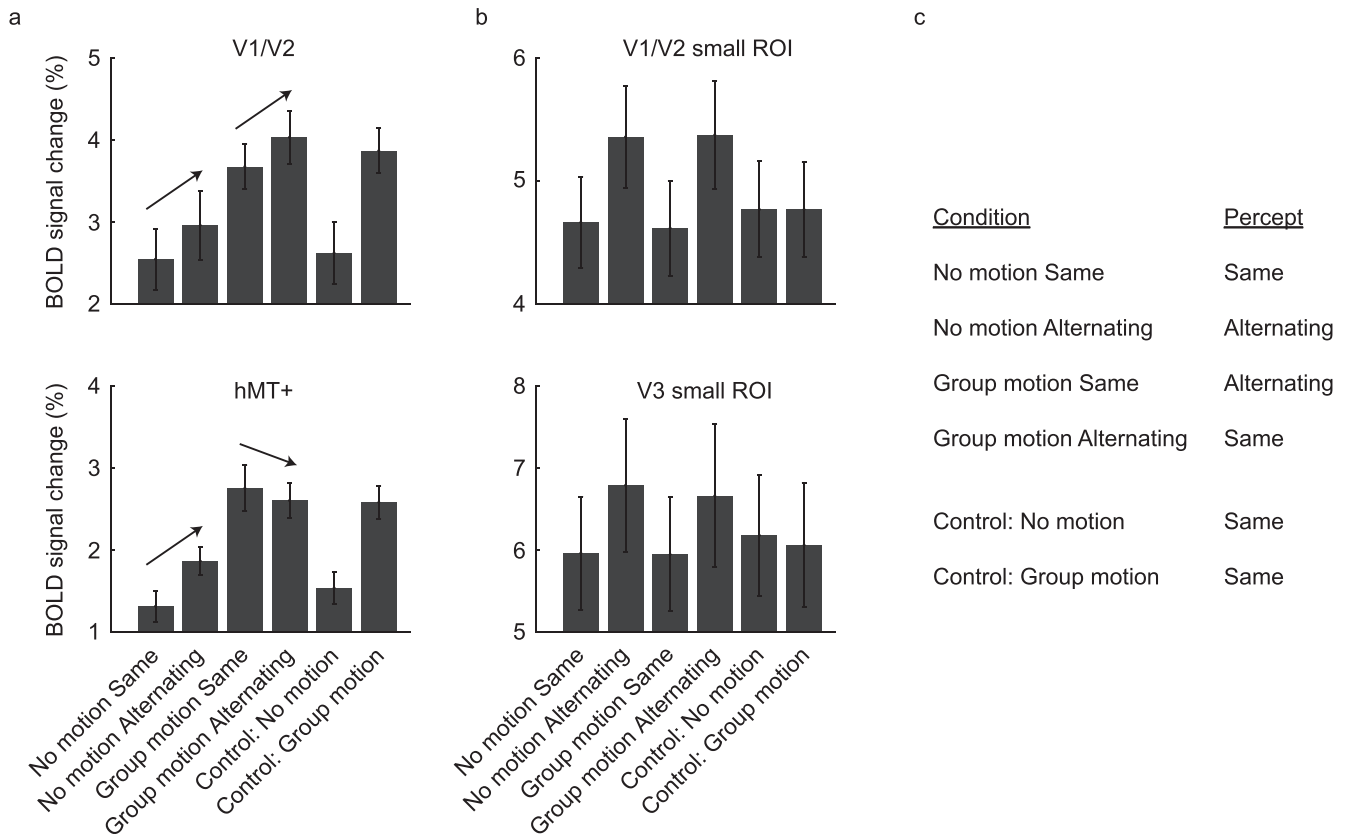 a
V1/V2
BOLD signal change (%)
5
4
3
2
hMT+
BOLD signal change (%)
4
3
2
1
No motion Same
No motion Alternating
Group motion Same
Group motion Alternating
Control: No motion
Control: Group motion
b
V1/V2 small ROI
6
5
4
V3 small ROI
8
7
6
5
No motion Same
No motion Alternating
Group motion Same
Group motion Alternating
Control: No motion
Control: Group motion
c
Condition Percept
No motion Same Same
No motion Alternating Alternating
Group motion Same Alternating
Group motion Alternating Same
Control: No motion Same
Control: Group motion Same